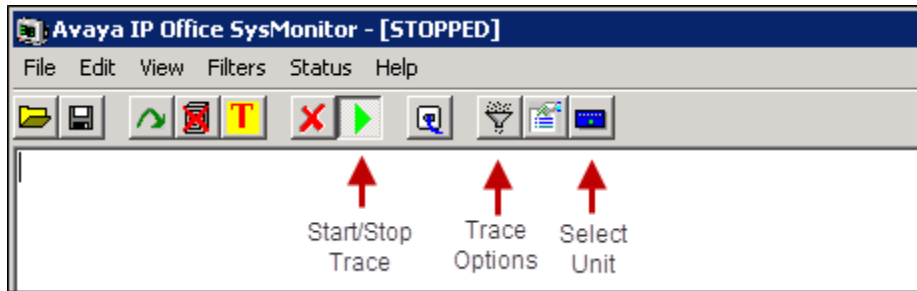 Avaya IP Office SysMonitor - [STOPPED]
File Edit View Filters Status Help
T
Start/Stop Trace
Trace Options
Select Unit